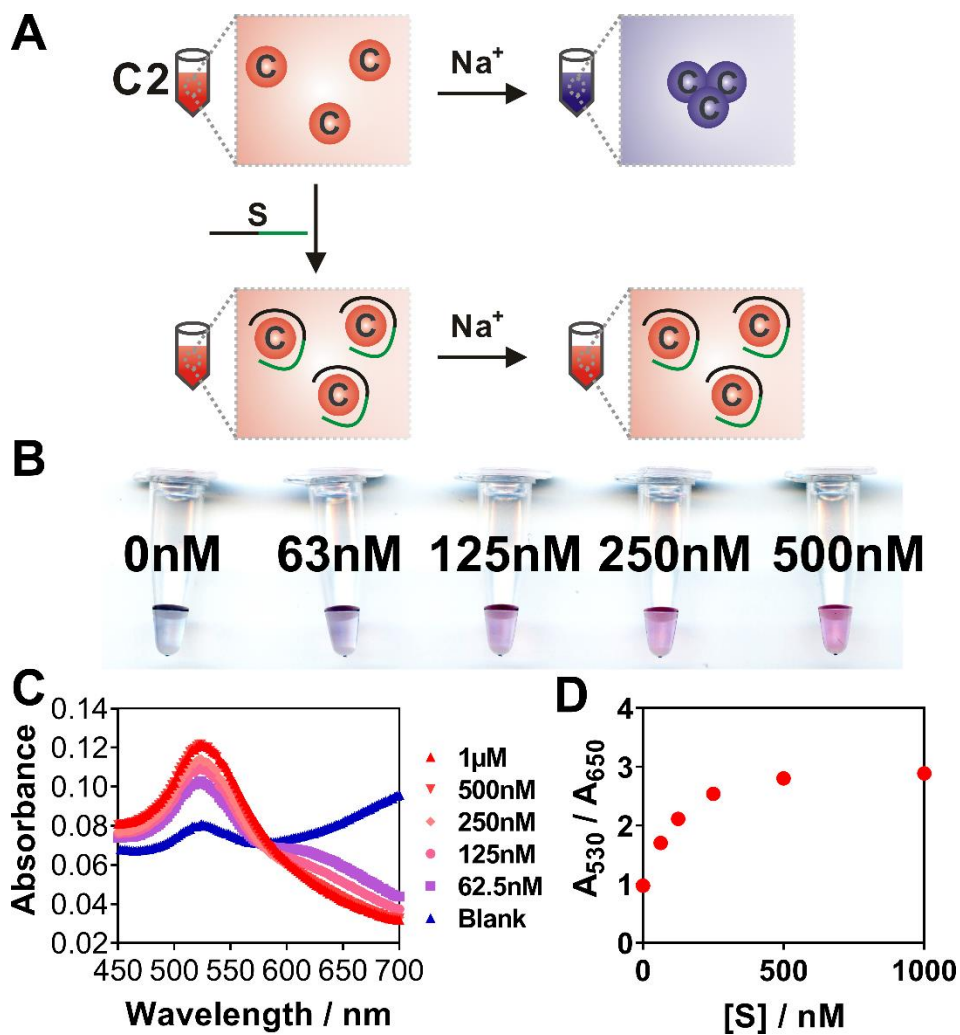 A
C2
C
C
C
Na+
C
C
C
S
C
C
C
Na+
C
C
C
B
0nM
63nM
125nM
250nM
500nM
C
0.14
0.12
0.10
0.08
0.06
0.04
0.02
Absorbance
450 500 550 600 650 700
Wavelength / nm
1µM
500nM
250nM
125nM
62.5nM
Blank
D
4
3
2
1
0
A530 / A650
0 500 1000
[S] / nM